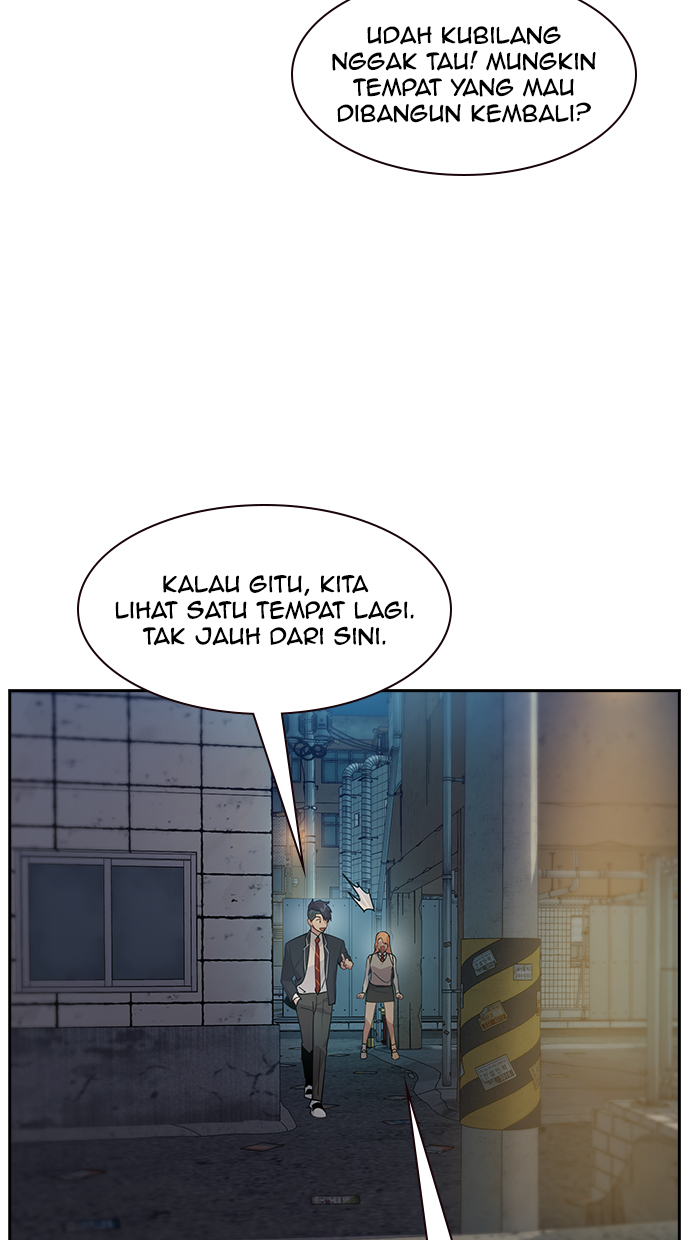 UDAH KUBILANG
NGGAK TAU! MUNGKIN
TEMPAT YANG MAU
DIBANGUN KEMBALI?
KALAU GITU, KITA
LIHAT SATU TEMPAT LAGI.
TAK JAUH DARI SINI.